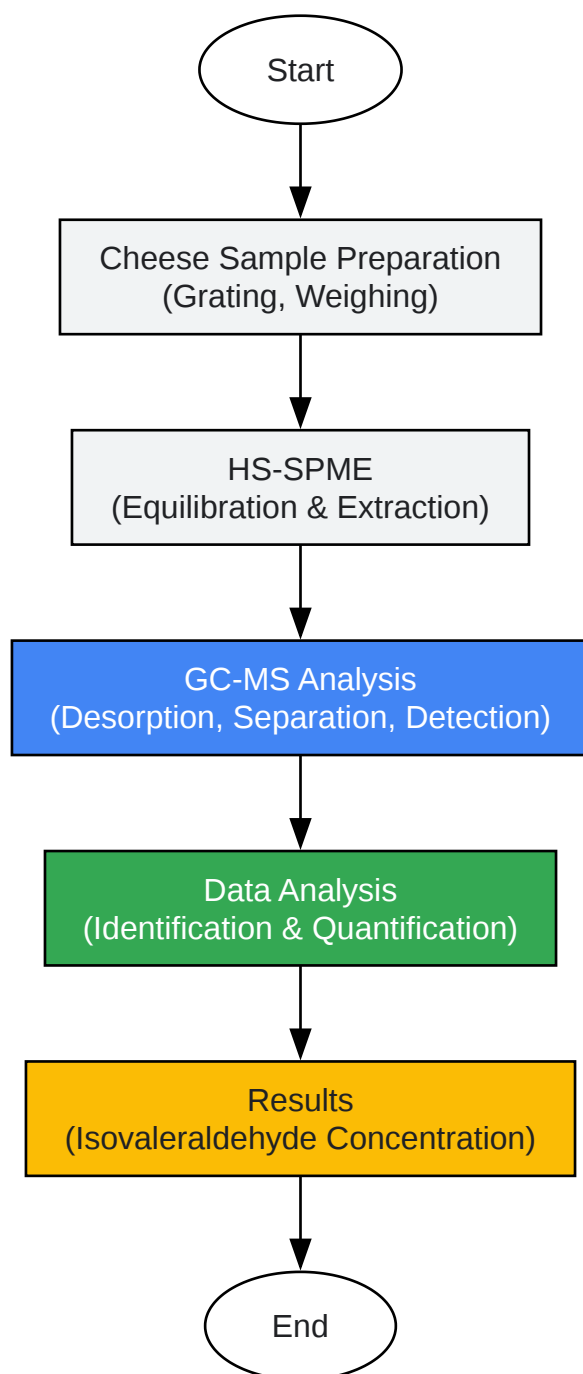 Start
Cheese Sample Preparation
(Grating, Weighing)
HS-SPME
(Equilibration & Extraction)
GC-MS Analysis
(Desorption, Separation, Detection)
Data Analysis
(Identification & Quantification)
Results
(Isovaleraldehyde Concentration)
End